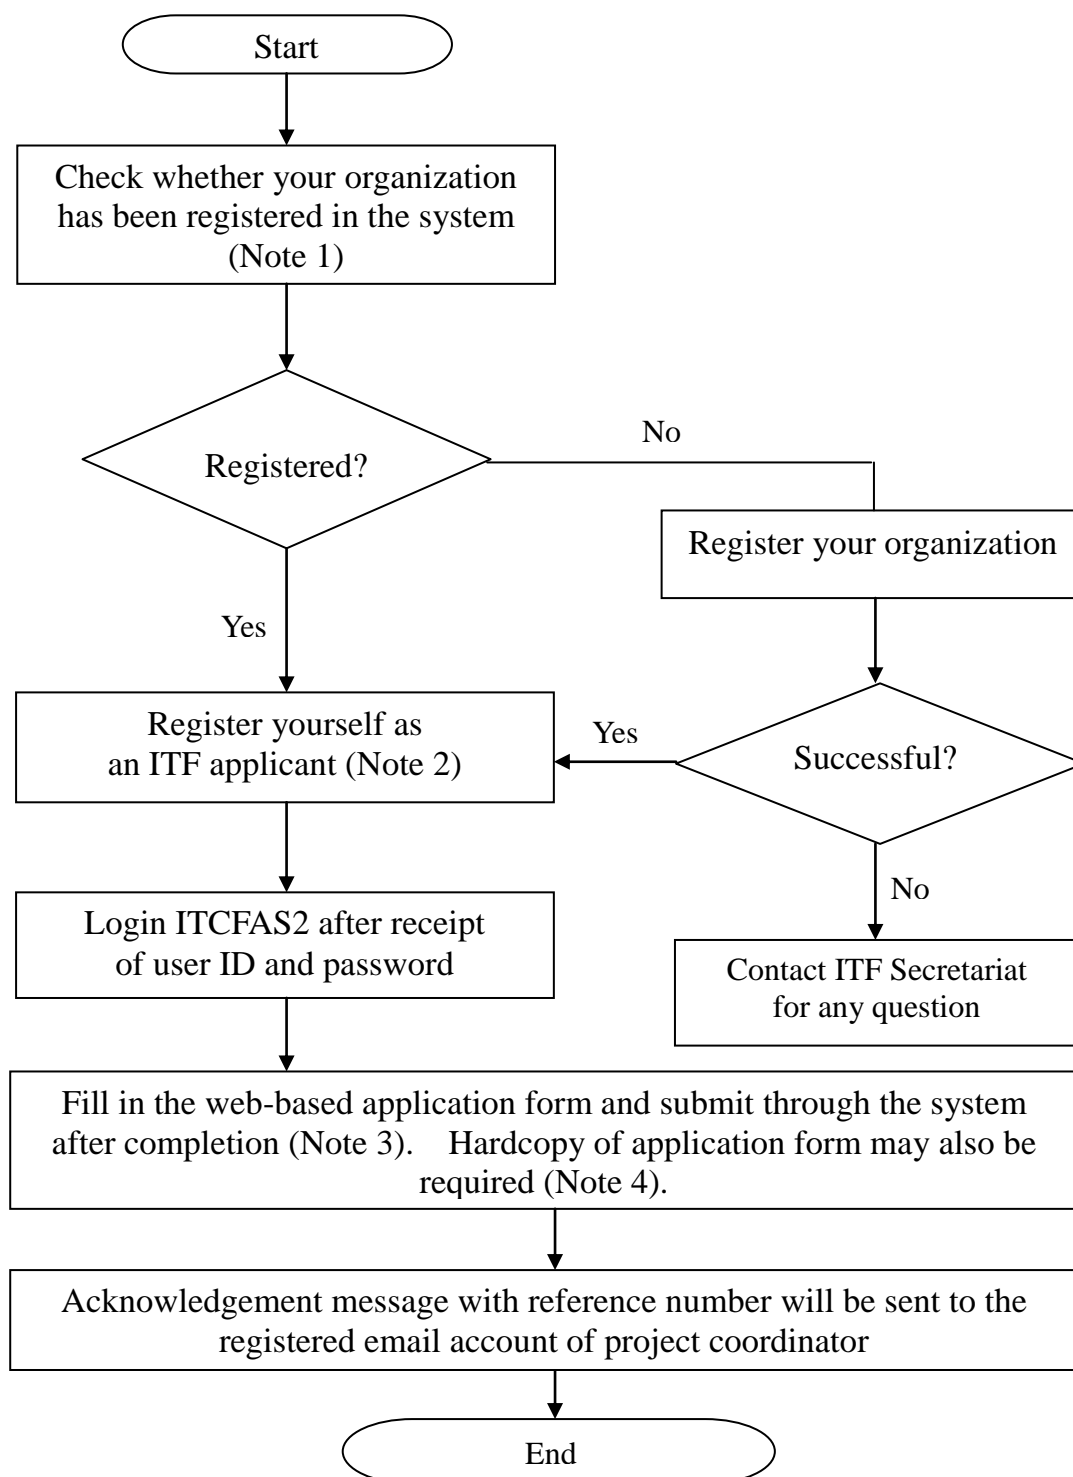 Start
Check whether your organization
has been registered in the system
(Note 1)
Registered?
No
Register your organization
Yes
Register yourself as
an ITF applicant (Note 2)
Yes
Successful?
No
Login ITCFAS2 after receipt
of user ID and password
Contact ITF Secretariat
for any question
Fill in the web-based application form and submit through the system
after completion (Note 3). Hardcopy of application form may also be
required (Note 4).
Acknowledgement message with reference number will be sent to the
registered email account of project coordinator
End